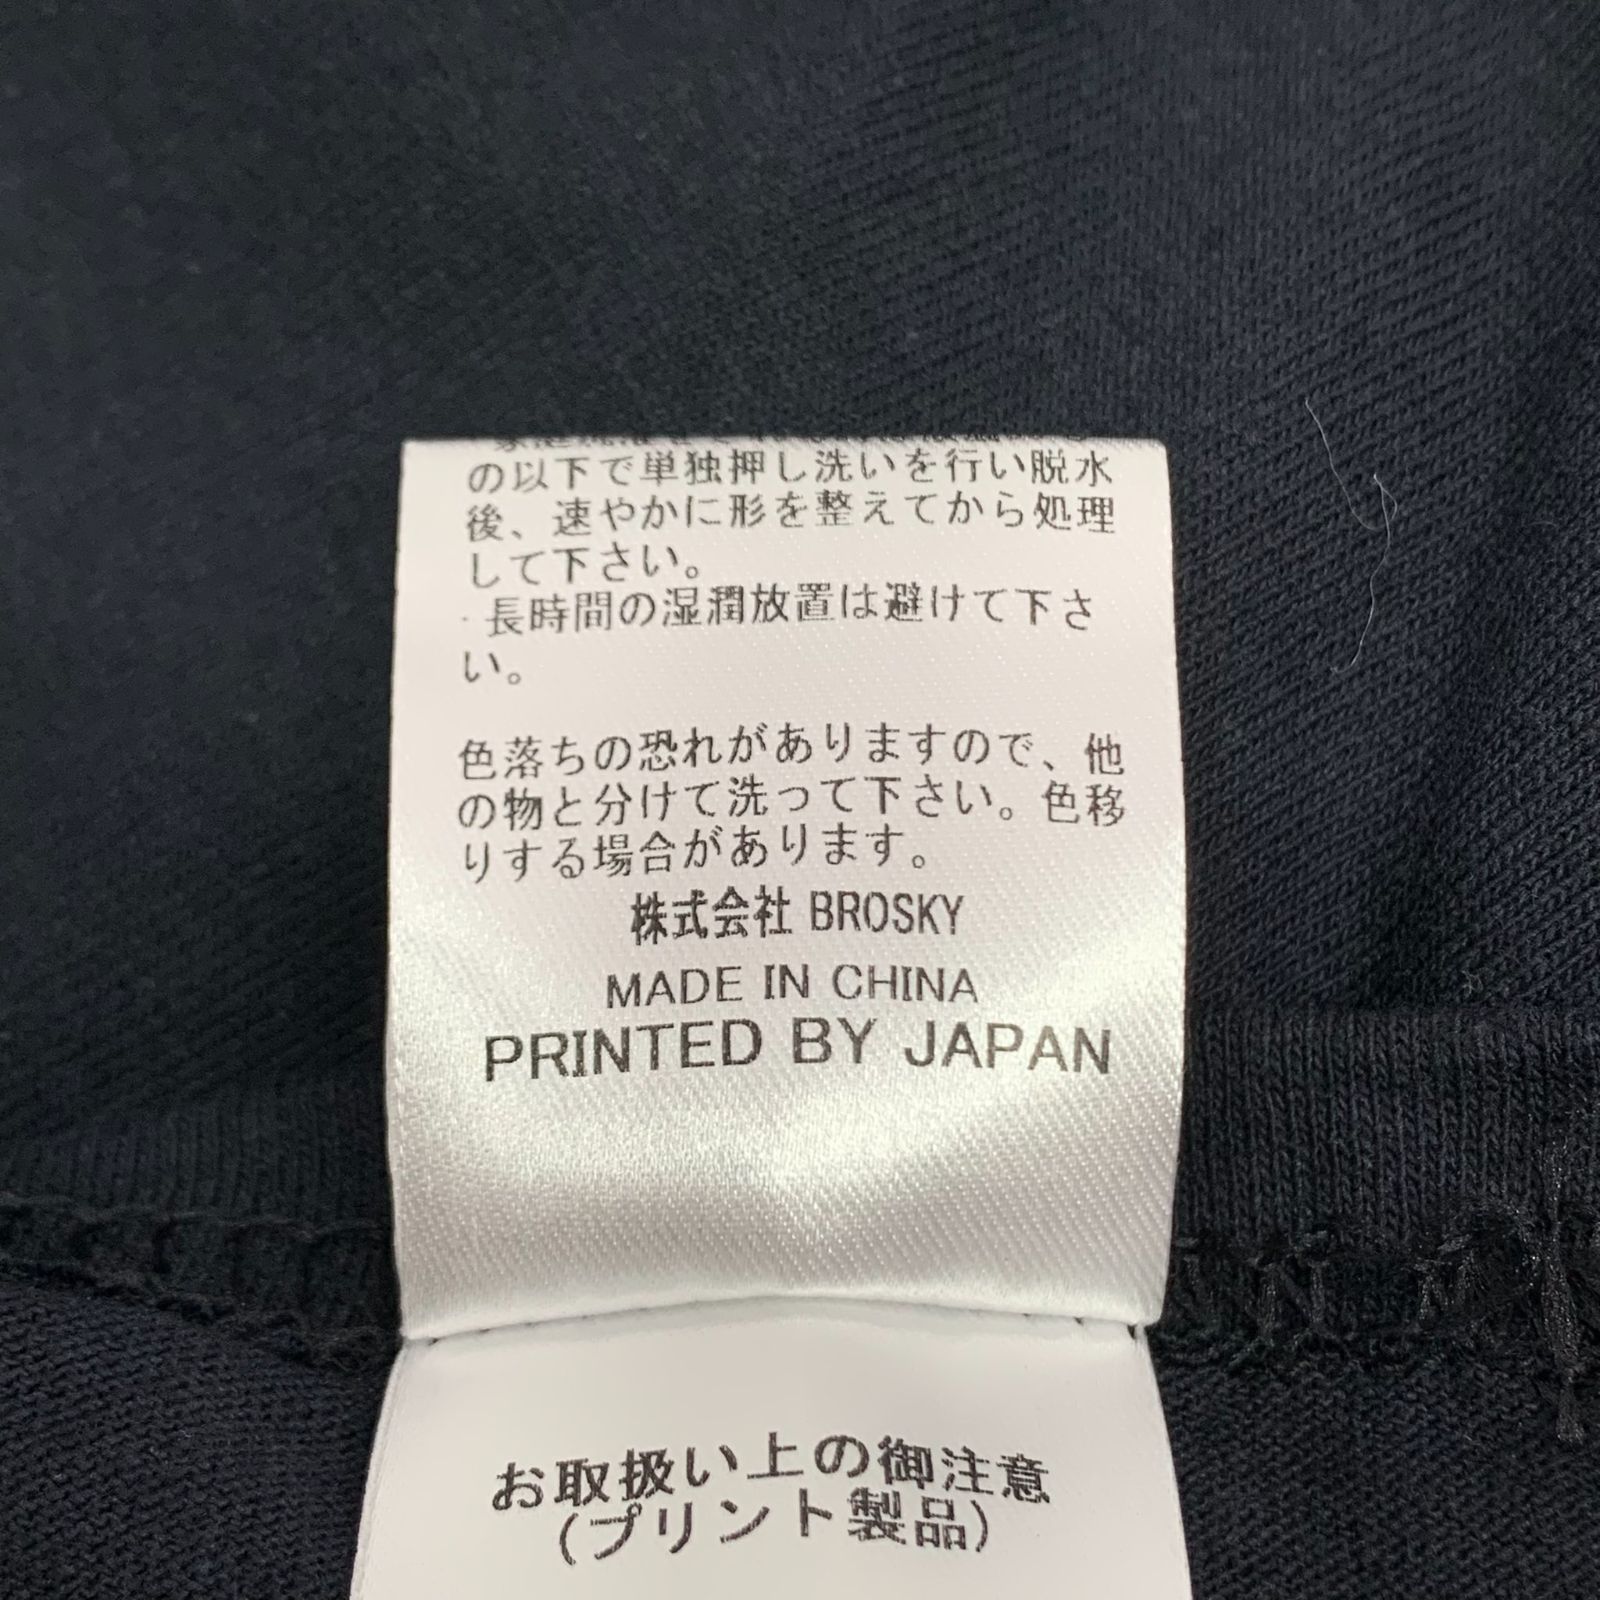 の以下で単独押し洗いを行い脱水
後、速やかに形を整えてから処理
して下さい。
・長時間の湿潤放置は避けて下さ
い。
色落ちの恐れがありますので、他
の物と分けて洗って下さい。色移
りする場合があります。
株式会社 BROSKY
MADE IN CHINA
PRINTED BY JAPAN
お取扱い上の御注意
(プリント製品)